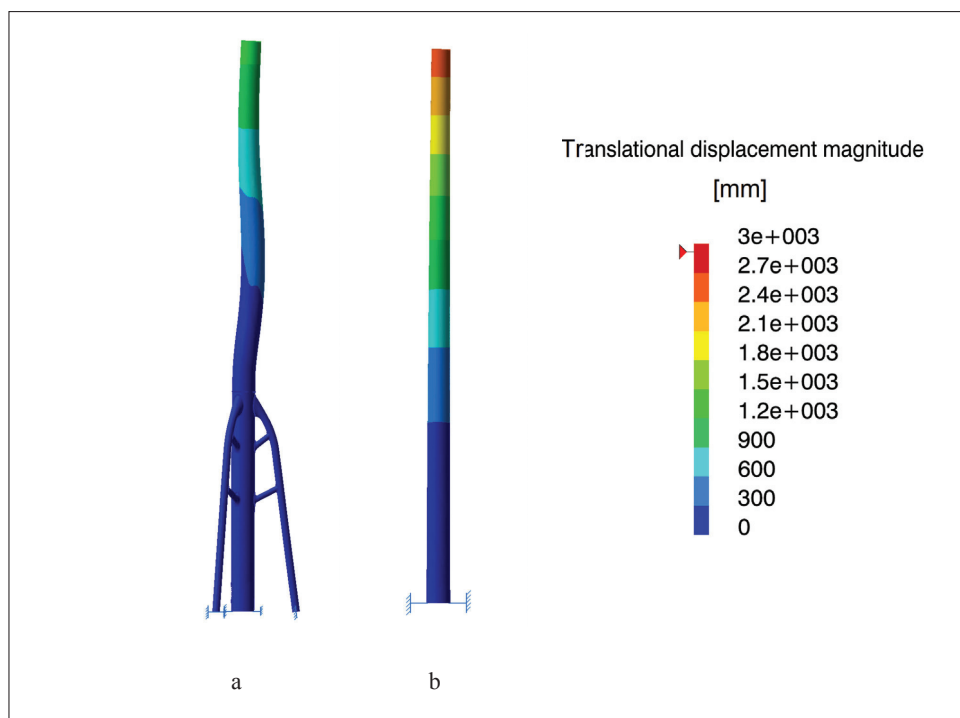 Translational displacement magnitude
[mm]
3e+003
2.7e+003
2.4e+003
2.1e+003
1.8e+003
1.5e+003
1.2e+003
900
600
300
0
a b